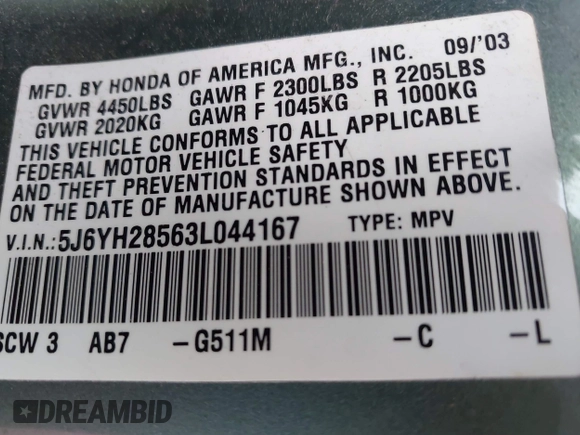 MFD. BY HONDA OF AMERICA MFG., INC. 09/'03
GVWR 4450LBS GAWR F 2300LBS R 2205LBS
GVWR 2020KG GAWR F 1045KG R 1000KG
THIS VEHICLE CONFORMS TO ALL APPLICABLE
FEDERAL MOTOR VEHICLE SAFETY
AND THEFT PREVENTION STANDARDS IN EFFECT
ON THE DATE OF MANUFACTURE SHOWN ABOVE.
V.I.N.:5J6YH28563L044167 TYPE: MPV
SCW 3 AB7 -G511M -C -L
DREAMBID